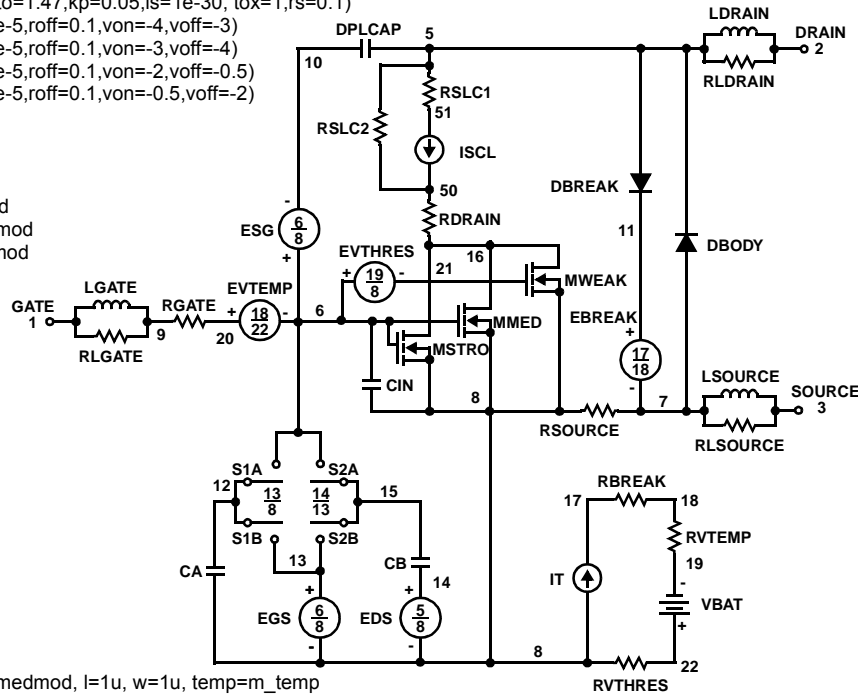 to=1.47,kp=0.05,is=1e-30, tox=1,rs=0.1)
e-5,roff=0.1,von=-4,voff=-3)
e-5,roff=0.1,von=-3,voff=-4)
e-5,roff=0.1,von=-2,voff=-0.5)
e-5,roff=0.1,von=-0.5,voff=-2)
LDRAIN
DPLCAP 5 DRAIN
10 2
RSLC1 RLDRAIN
51
RSLC2
ISCL
d 50 DBREAK
mod - RDRAIN
mod ESG 6 8 11 DBODY
+ EVTHRES 16
+ 19 8 - 21 MWEAK
LGATE EVTEMP
GATE RGATE + 18 22 - 6 MMED EBREAK +
1 9 20 MSTRO 17 18
RLGATE - LSOURCE
CIN 8 7 SOURCE
3
RSOURCE RLSOURCE
S1A S2A
12 13 8 14 13 15 RBREAK
17 18
S1B S2B RVTEMP
13 CB 19
CA 14 IT -
+ + VBAT
EGS 6 8 EDS 5 8 +
- - 8 22
RVTHRES
medmod, l=1u, w=1u, temp=m_temp